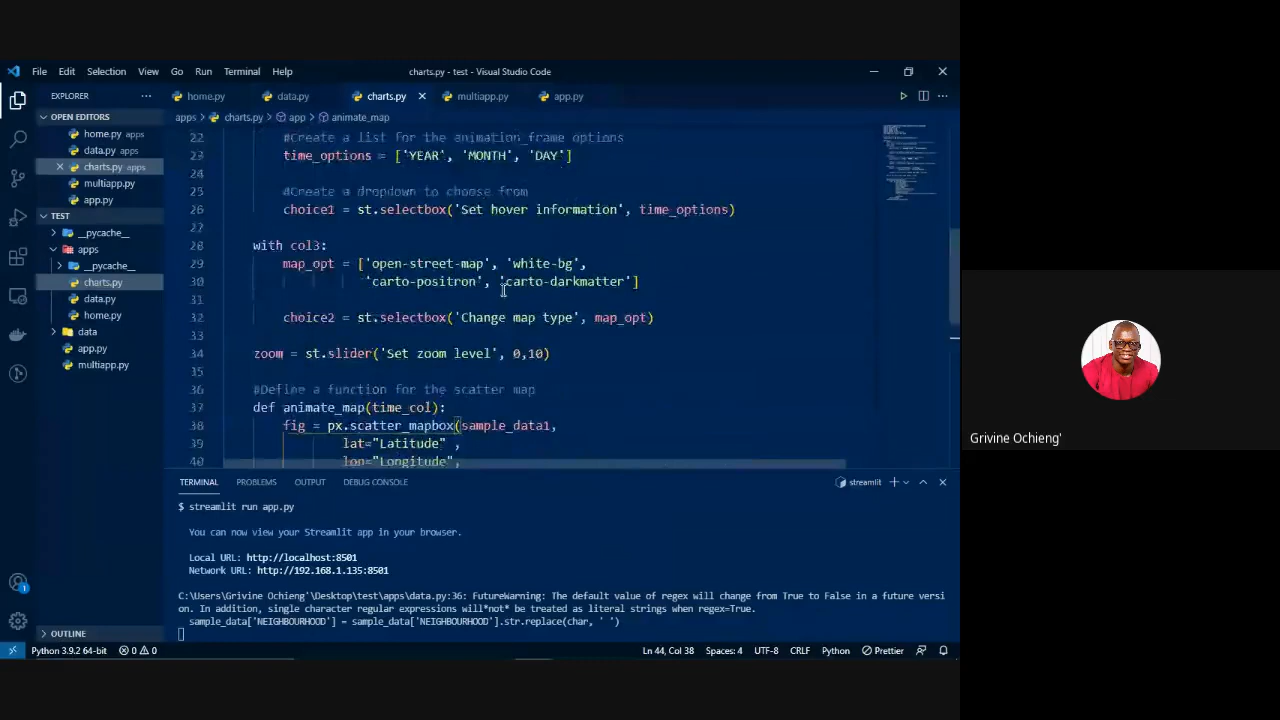 File Edit Selection View Go Run Terminal Help charts.py - test - Visual Studio Code
EXPLORER
home.py data.py charts.py multiapp.py app.py
OPEN EDITORS
apps > charts.py > app > animate_map
home.py apps
data.py apps
charts.py apps
multiapp.py
app.py
TEST
__pycache__
apps
__pycache__
charts.py
data.py
home.py
data
app.py
multiapp.py
OUTLINE
22 #Create a list for the animation_frame options
23 time_options = ['YEAR', 'MONTH', 'DAY']
24
25 #Create a dropdown to choose from
26 choice1 = st.selectbox('Set hover information', time_options)
27
28 with col3:
29 map_opt = ['open-street-map', 'white-bg',
30 'carto-positron', 'carto-darkmatter']
31
32 choice2 = st.selectbox('Change map type', map_opt)
33
34 zoom = st.slider('Set zoom level', 0,10)
35
36 #Define a function for the scatter map
37 def animate_map(time_col):
38 fig = px.scatter_mapbox(sample_data1,
39 lat="Latitude" ,
40 lon="Longitude",
TERMINAL PROBLEMS OUTPUT DEBUG CONSOLE streamlit
$ streamlit run app.py
You can now view your Streamlit app in your browser.
Local URL: http://localhost:8501
Network URL: http://192.168.1.135:8501
C:\Users\Grivine Ochieng'\Desktop\test\apps\data.py:36: FutureWarning: The default value of regex will change from True to False in a future versi
on. In addition, single character regular expressions will*not* be treated as literal strings when regex=True.
sample_data['NEIGHBOURHOOD'] = sample_data['NEIGHBOURHOOD'].str.replace(char, ' ')
Python 3.9.2 64-bit 0 0 Ln 44, Col 38 Spaces: 4 UTF-8 CRLF Python Prettier
1
Grivine Ochieng'